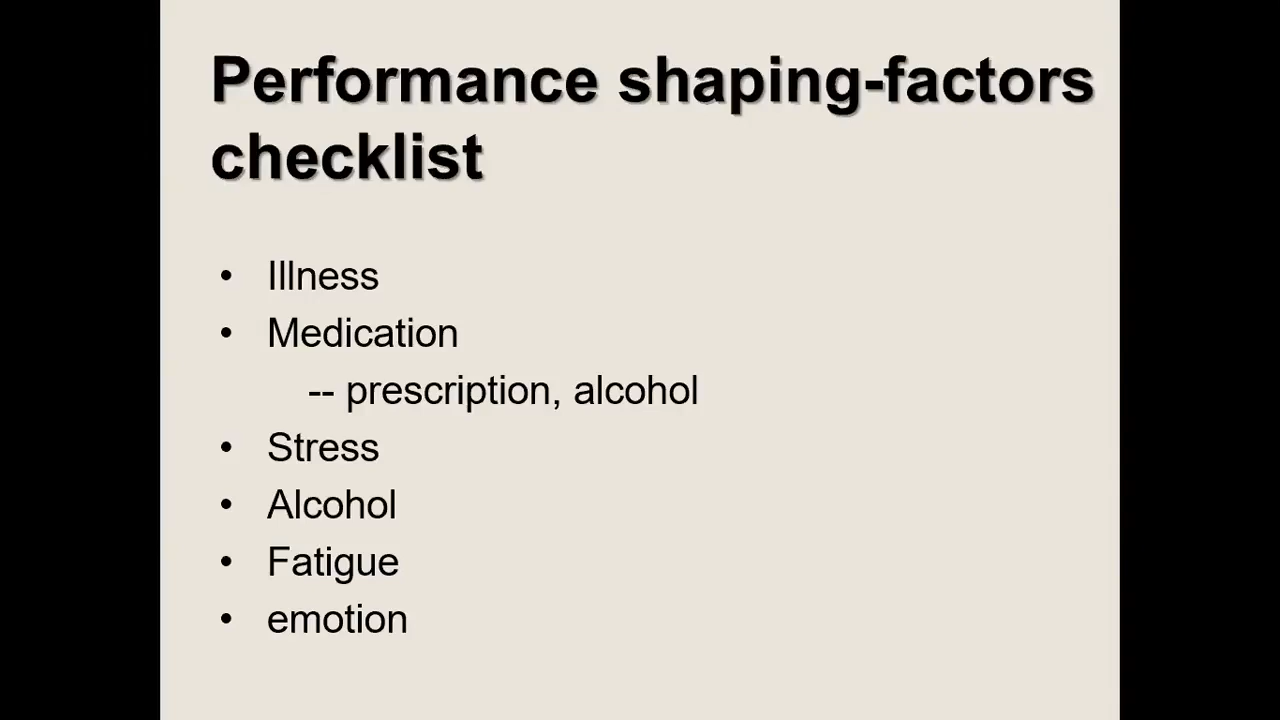 Performance shaping-factors
checklist
• Illness
• Medication
-- prescription, alcohol
• Stress
• Alcohol
• Fatigue
• emotion